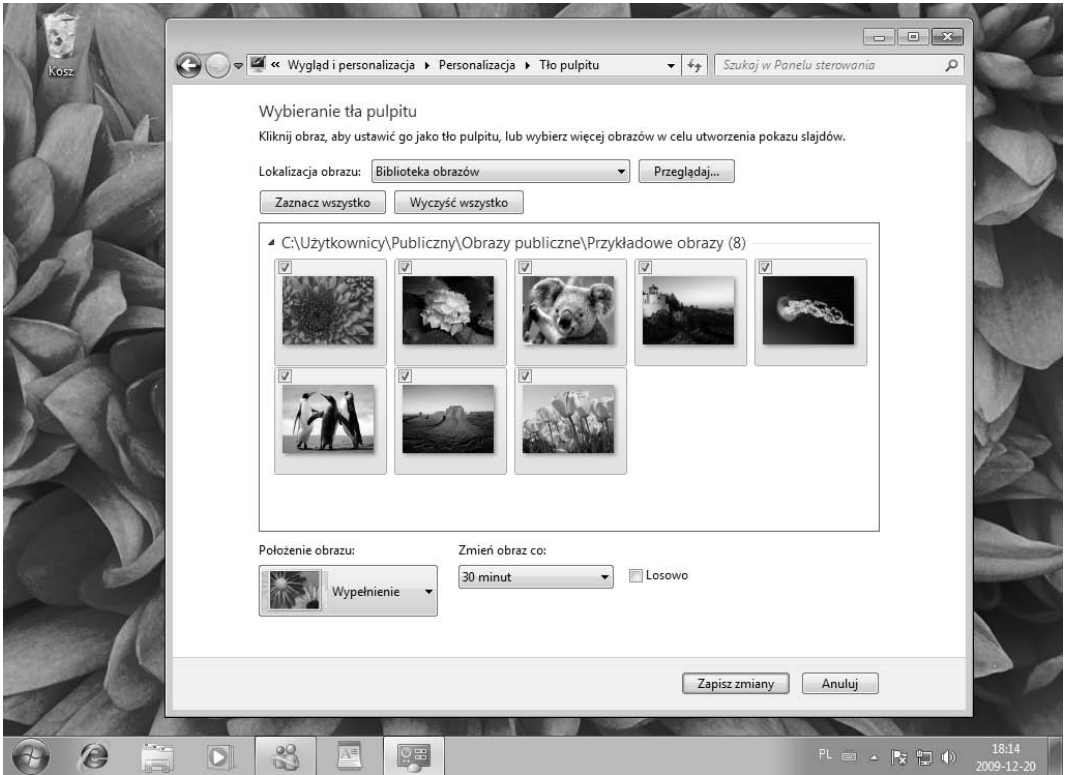 Kosz
« Wygląd i personalizacja ▸ Personalizacja ▸ Tło pulpitu
Szukaj w Panelu sterowania
Wybieranie tła pulpitu
Kliknij obraz, aby ustawić go jako tło pulpitu, lub wybierz więcej obrazów w celu utworzenia pokazu slajdów.
Lokalizacja obrazu: Biblioteka obrazów Przeglądaj...
Zaznacz wszystko Wyczyść wszystko
C:\Użytkownicy\Publiczny\Obrazy publiczne\Przykładowe obrazy (8)
Położenie obrazu: Zmień obraz co:
Wypełnienie 30 minut Losowo
Zapisz zmiany Anuluj
PL 18:14
2009-12-20